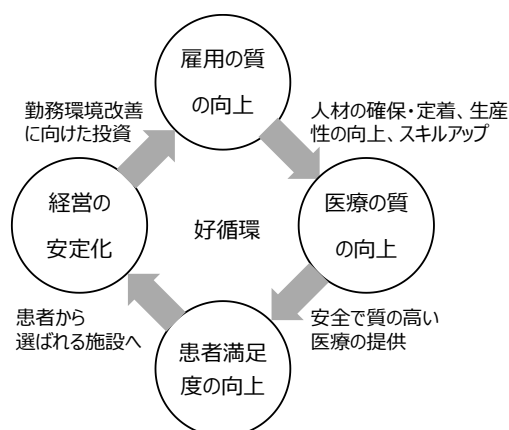 雇用の質
の向上
勤務環境改善
に向けた投資
人材の確保・定着、生産
性の向上、スキルアップ
経営の
安定化
好循環
医療の質
の向上
患者から
選ばれる施設へ
患者満足
度の向上
安全で質の高い
医療の提供